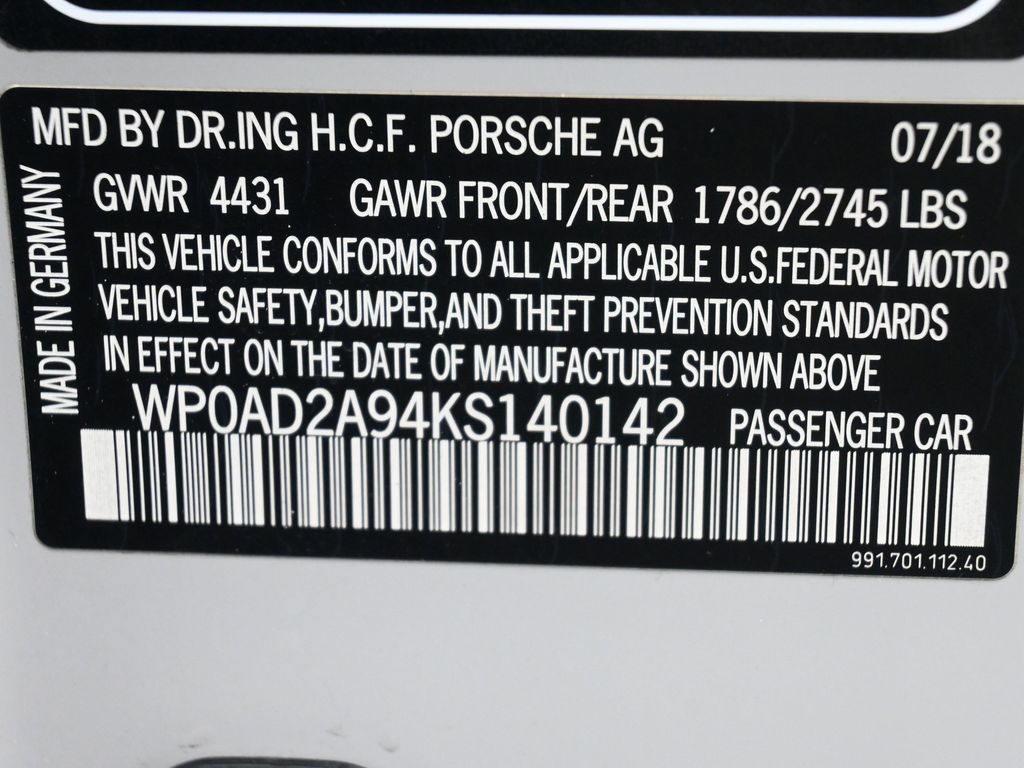 MFD BY DR.ING H.C.F. PORSCHE AG 07/18
GVWR 4431 GAWR FRONT/REAR 1786/2745 LBS
THIS VEHICLE CONFORMS TO ALL APPLICABLE U.S.FEDERAL MOTOR
VEHICLE SAFETY,BUMPER,AND THEFT PREVENTION STANDARDS
IN EFFECT ON THE DATE OF MANUFACTURE SHOWN ABOVE
WP0AD2A94KS140142 PASSENGER CAR
991.701.112.40
MADE IN GERMANY